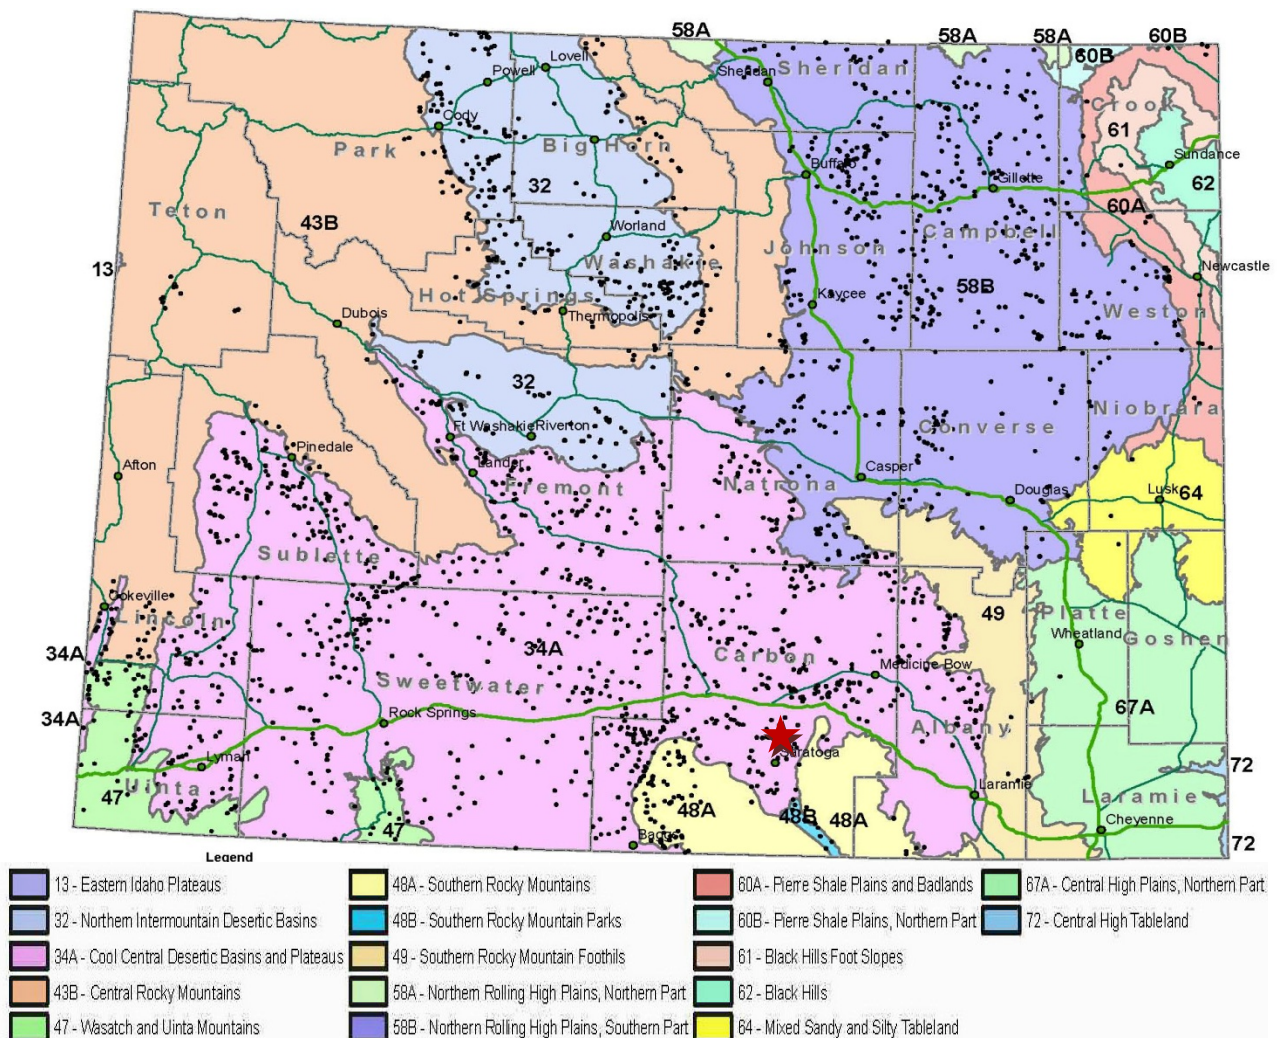 58A
58A
58A
60B
60B
Lovell
Powell
Sheridan
Sheridan
Crook
Cody
61
Park
Big Horn
Sundance
Buffalo
Gillette
32
62
60A
Teton
43B
Worland
Campbell
Johnson
Washakie
13
Newcastle
58B
Hot Springs
Kaycee
Weston
Dubois
Thermopolis
32
Niobrara
Ft Washakie
Riverton
Converse
Pinedale
Afton
Lander
Casper
Fremont
Natrona
Douglas
Lusk
64
Sublette
Cokeville
Lincoln
49
Platte
Wheatland
Goshen
34A
34A
Carbon
Medicine Bow
Sweetwater
34A
Rock Springs
67A
Albany
Saratoga
Lyman
72
Uinta
47
Laramie
Laramie
48A
48B
48A
47
Baggs
Cheyenne
72
Legend
13 - Eastern Idaho Plateaus
32 - Northern Intermountain Desertic Basins
34A - Cool Central Desertic Basins and Plateaus
43B - Central Rocky Mountains
47 - Wasatch and Uinta Mountains
48A - Southern Rocky Mountains
48B - Southern Rocky Mountain Parks
49 - Southern Rocky Mountain Foothils
58A - Northern Rolling High Plains, Northern Part
58B - Northern Rolling High Plains, Southern Part
60A - Pierre Shale Plains and Badlands
60B - Pierre Shale Plains, Northern Part
61 - Black Hills Foot Slopes
62 - Black Hills
64 - Mixed Sandy and Silty Tableland
67A - Central High Plains, Northern Part
72 - Central High Tableland